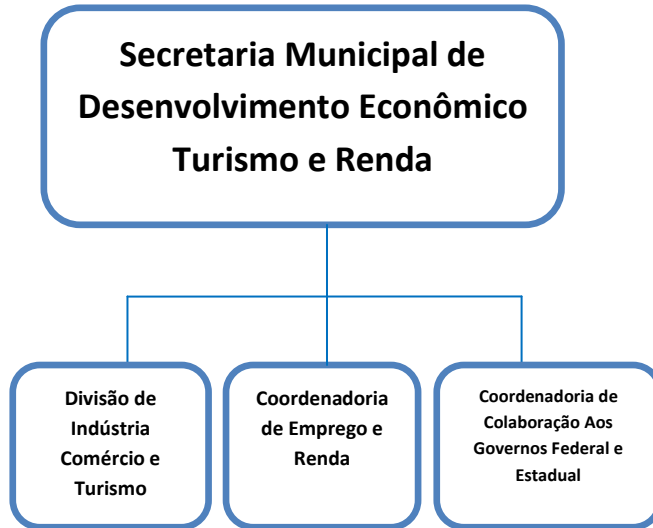 Secretaria Municipal de
Desenvolvimento Econômico
Turismo e Renda
Divisão de
Indústria
Comércio e
Turismo
Coordenadoria
de Emprego e
Renda
Coordenadoria de
Colaboração Aos
Governos Federal e
Estadual